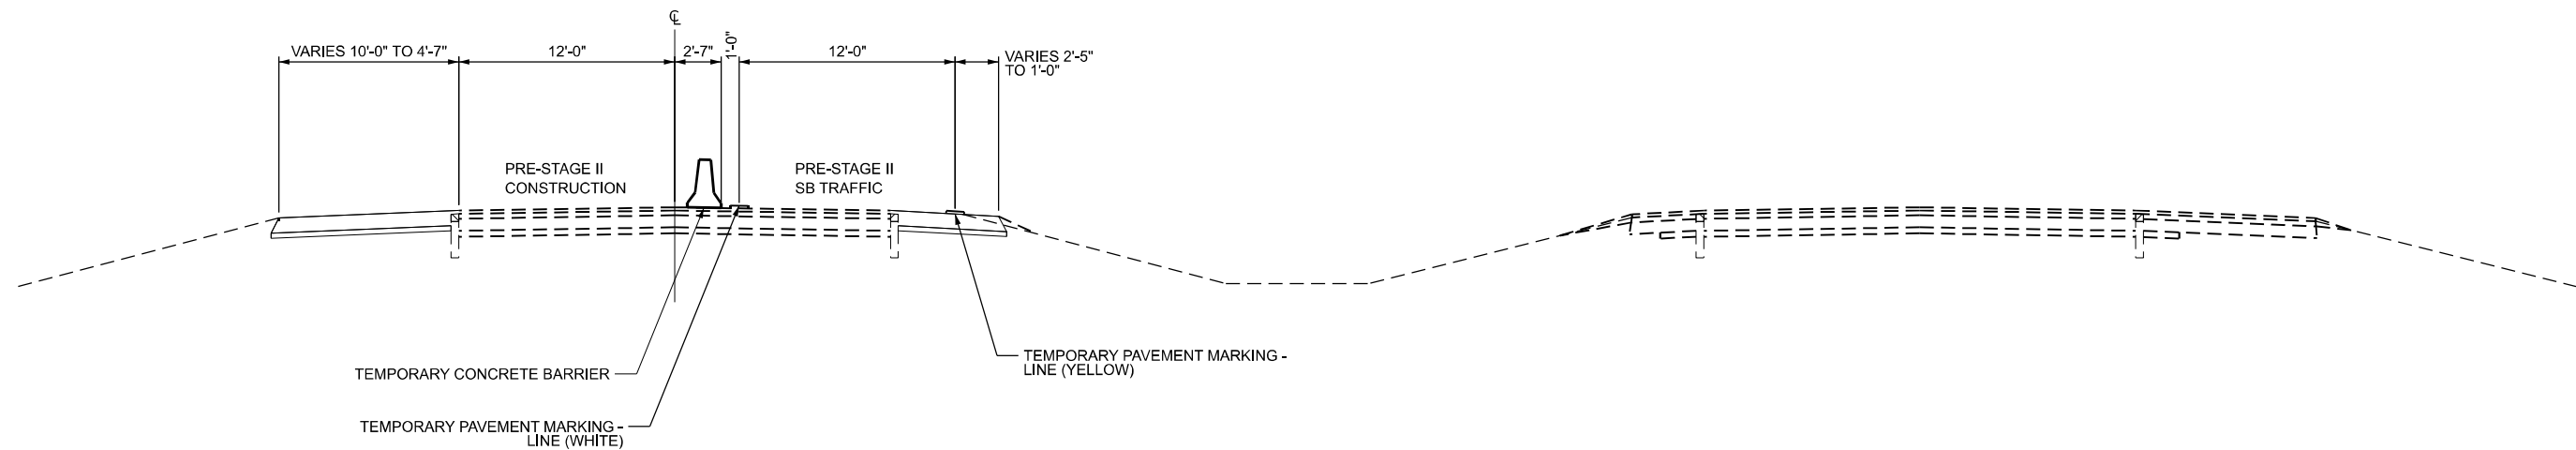 ℄
VARIES 10'-0" TO 4'-7"
12'-0"
2'-7"
1'-0"
12'-0"
VARIES 2'-5"
TO 1'-0"
PRE-STAGE II
CONSTRUCTION
PRE-STAGE II
SB TRAFFIC
TEMPORARY CONCRETE BARRIER
TEMPORARY PAVEMENT MARKING -
LINE (YELLOW)
TEMPORARY PAVEMENT MARKING -
LINE (WHITE)